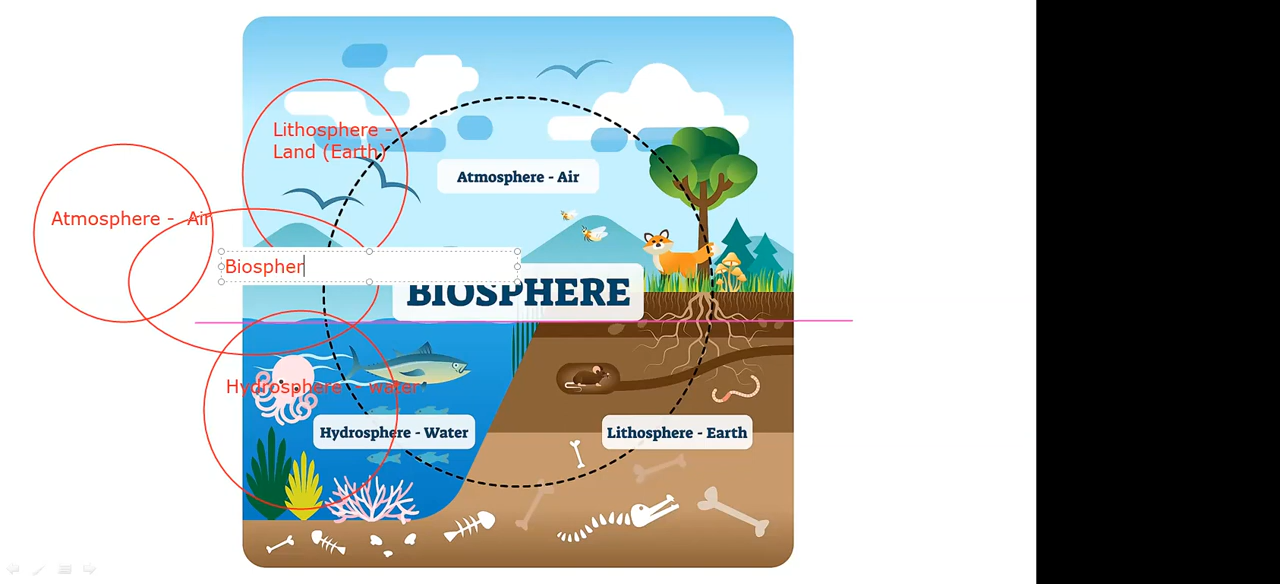 Lithosphere -
Land (Earth)
Atmosphere - Air
Atmosphere -  Air
Biospher
BIOSPHERE
Hydrosphere  - water
Hydrosphere - Water
Lithosphere - Earth